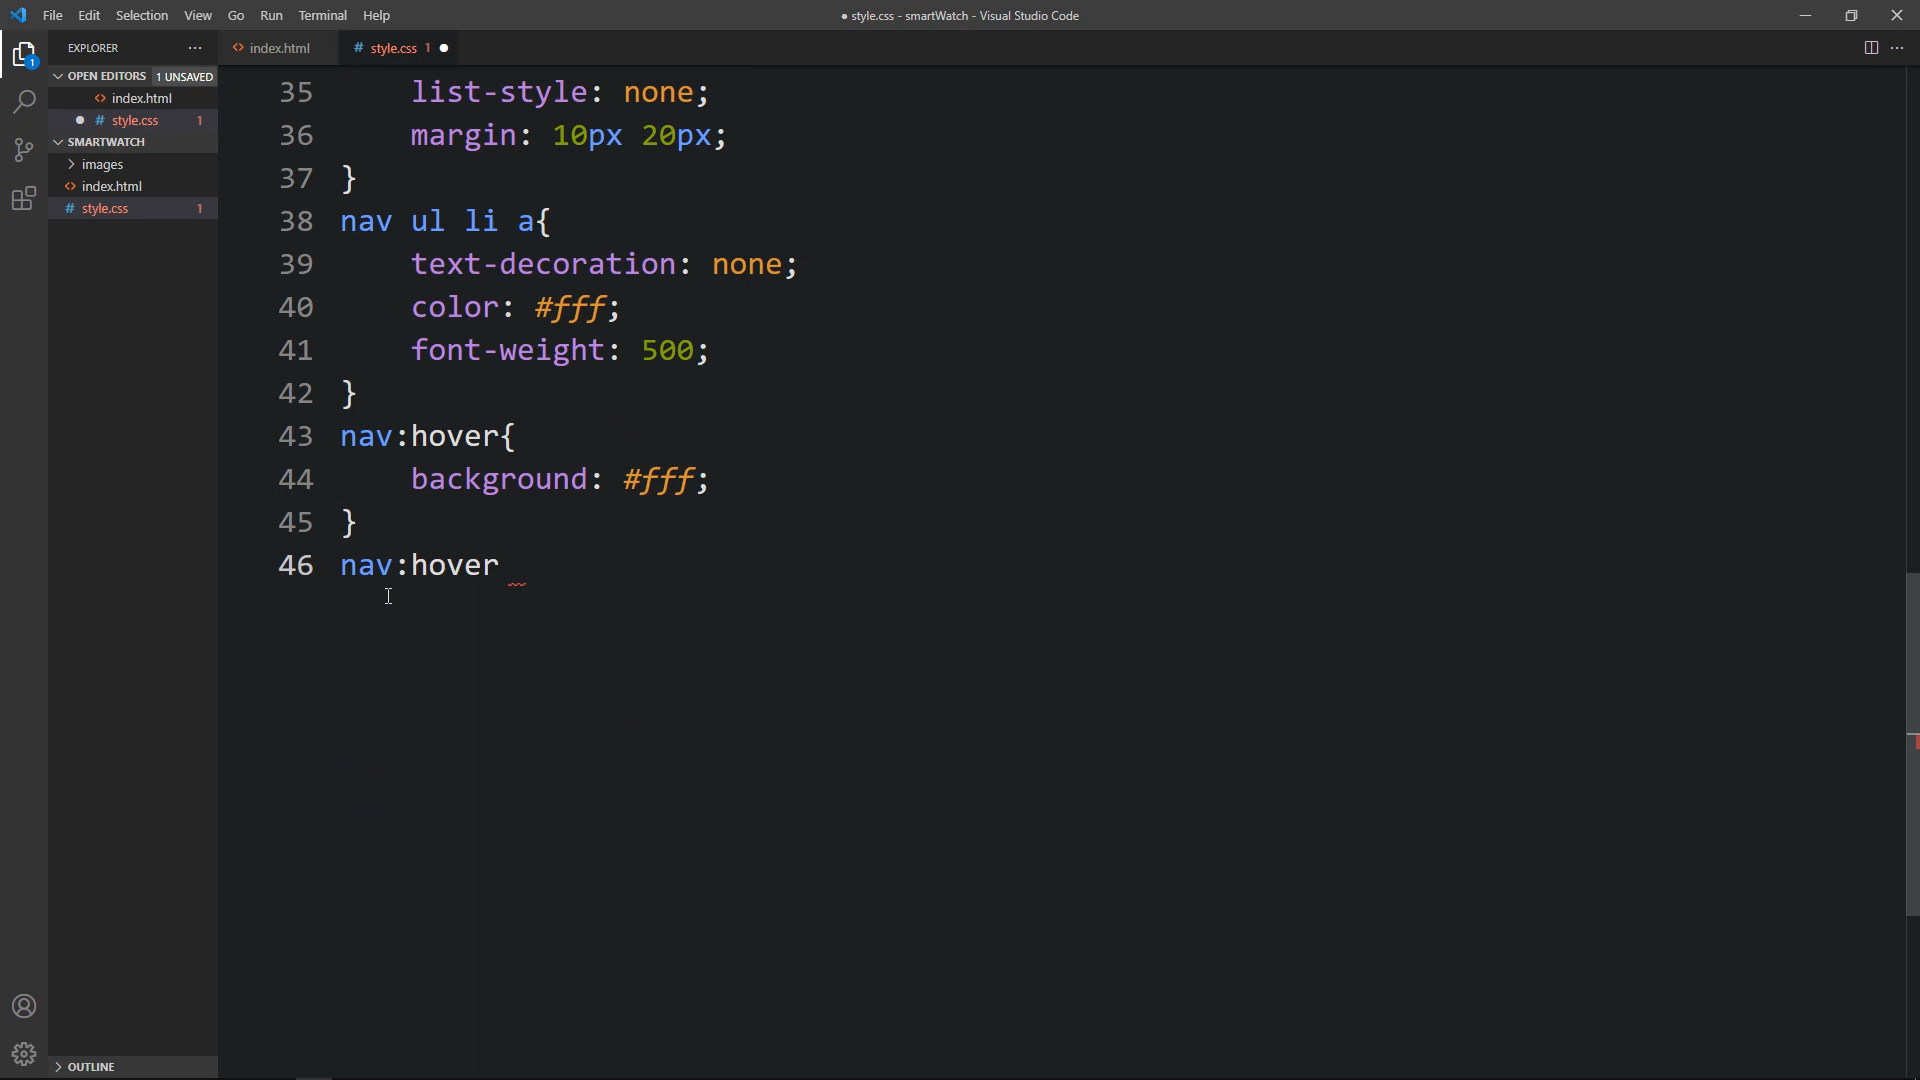 File Edit Selection View Go Run Terminal Help
● style.css - smartWatch - Visual Studio Code
EXPLORER
index.html
# style.css 1
OPEN EDITORS 1 UNSAVED
index.html
# style.css 1
SMARTWATCH
images
index.html
# style.css 1
OUTLINE
1
35 list-style: none;
36 margin: 10px 20px;
37 }
38 nav ul li a{
39 text-decoration: none;
40 color: #fff;
41 font-weight: 500;
42 }
43 nav:hover{
44 background: #fff;
45 }
46 nav:hover